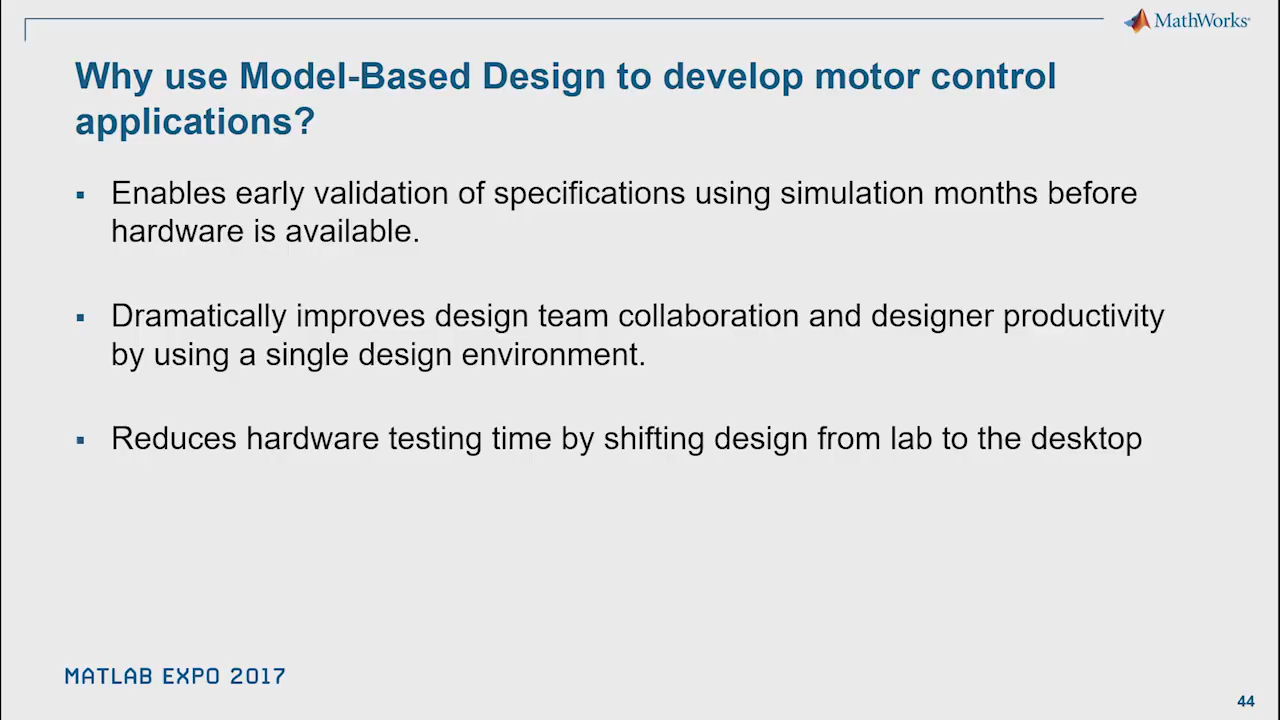 MathWorks®
Why use Model-Based Design to develop motor control
applications?
▪ Enables early validation of specifications using simulation months before
hardware is available.
▪ Dramatically improves design team collaboration and designer productivity
by using a single design environment.
▪ Reduces hardware testing time by shifting design from lab to the desktop
MATLAB EXPO 2017
44